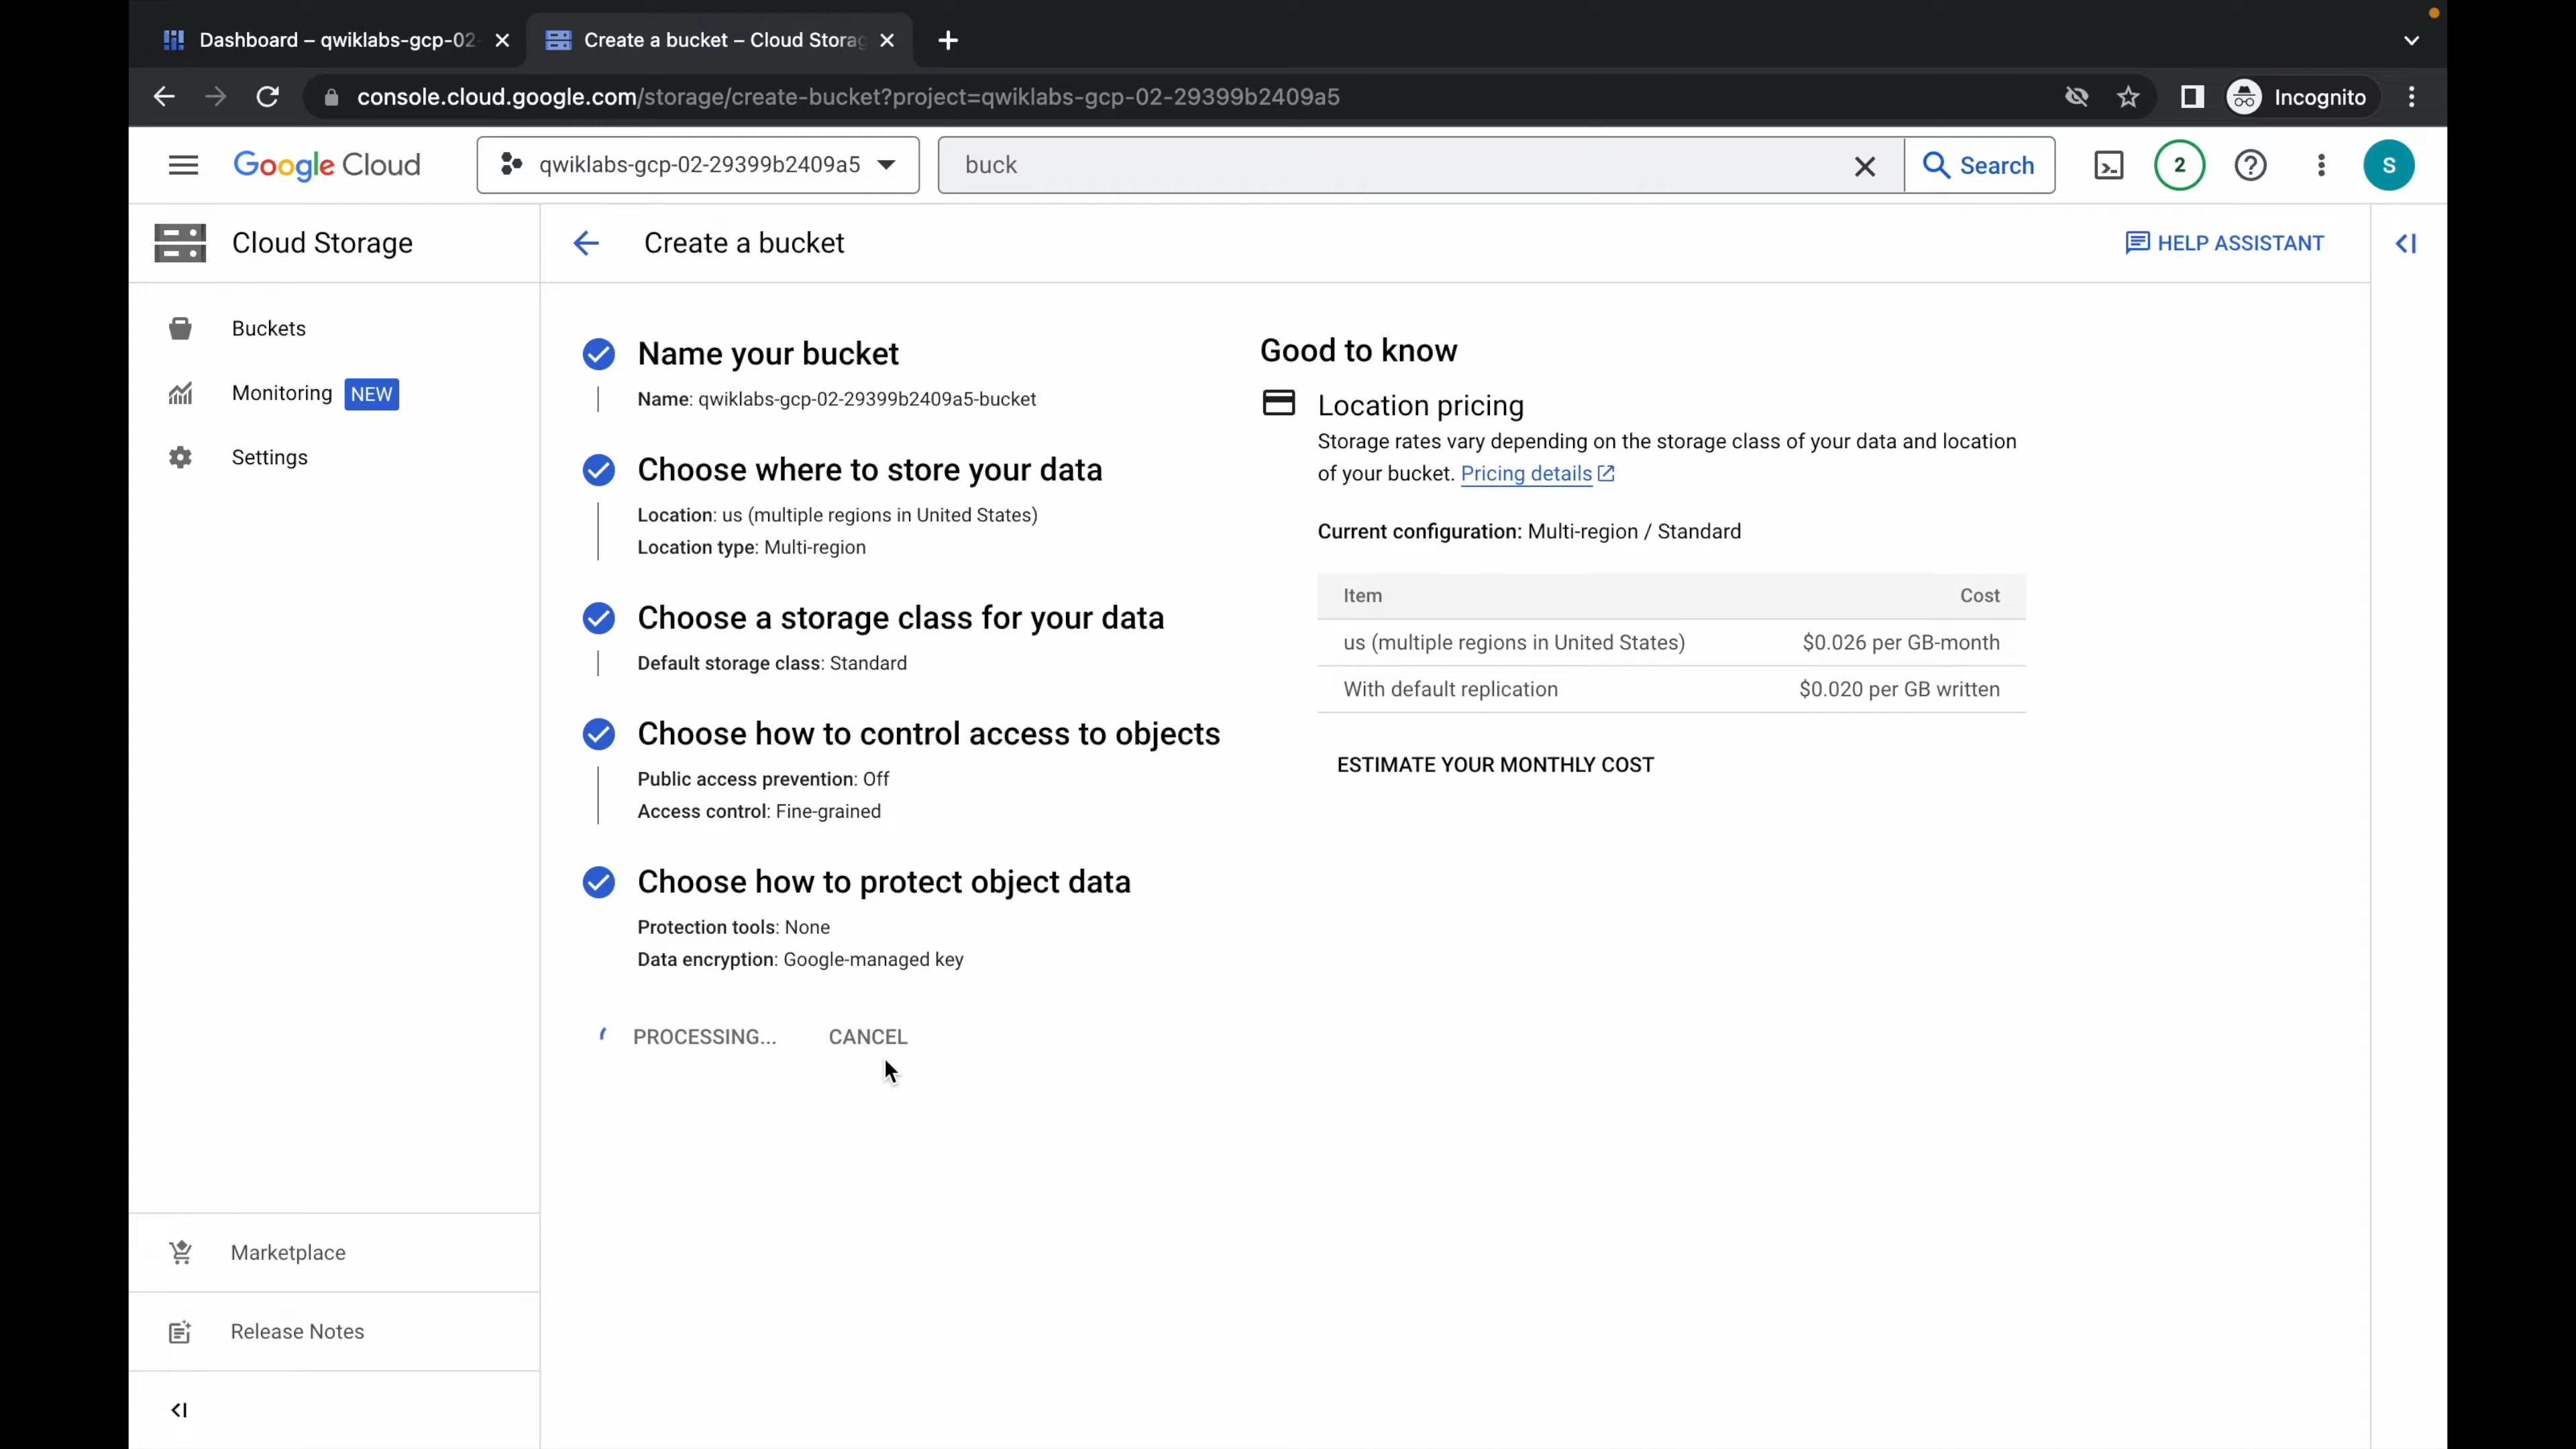 Dashboard – qwiklabs-gcp-02-
Create a bucket – Cloud Storag
console.cloud.google.com/storage/create-bucket?project=qwiklabs-gcp-02-29399b2409a5
Incognito
Google Cloud
qwiklabs-gcp-02-29399b2409a5
buck
Search
2
S
Cloud Storage
Create a bucket
HELP ASSISTANT
Buckets
Monitoring NEW
Settings
Name your bucket
Name: qwiklabs-gcp-02-29399b2409a5-bucket
Choose where to store your data
Location: us (multiple regions in United States)
Location type: Multi-region
Choose a storage class for your data
Default storage class: Standard
Choose how to control access to objects
Public access prevention: Off
Access control: Fine-grained
Choose how to protect object data
Protection tools: None
Data encryption: Google-managed key
PROCESSING... CANCEL
Good to know
Location pricing
Storage rates vary depending on the storage class of your data and location
of your bucket. Pricing details
Current configuration: Multi-region / Standard
Item Cost
us (multiple regions in United States) $0.026 per GB-month
With default replication $0.020 per GB written
ESTIMATE YOUR MONTHLY COST
Marketplace
Release Notes